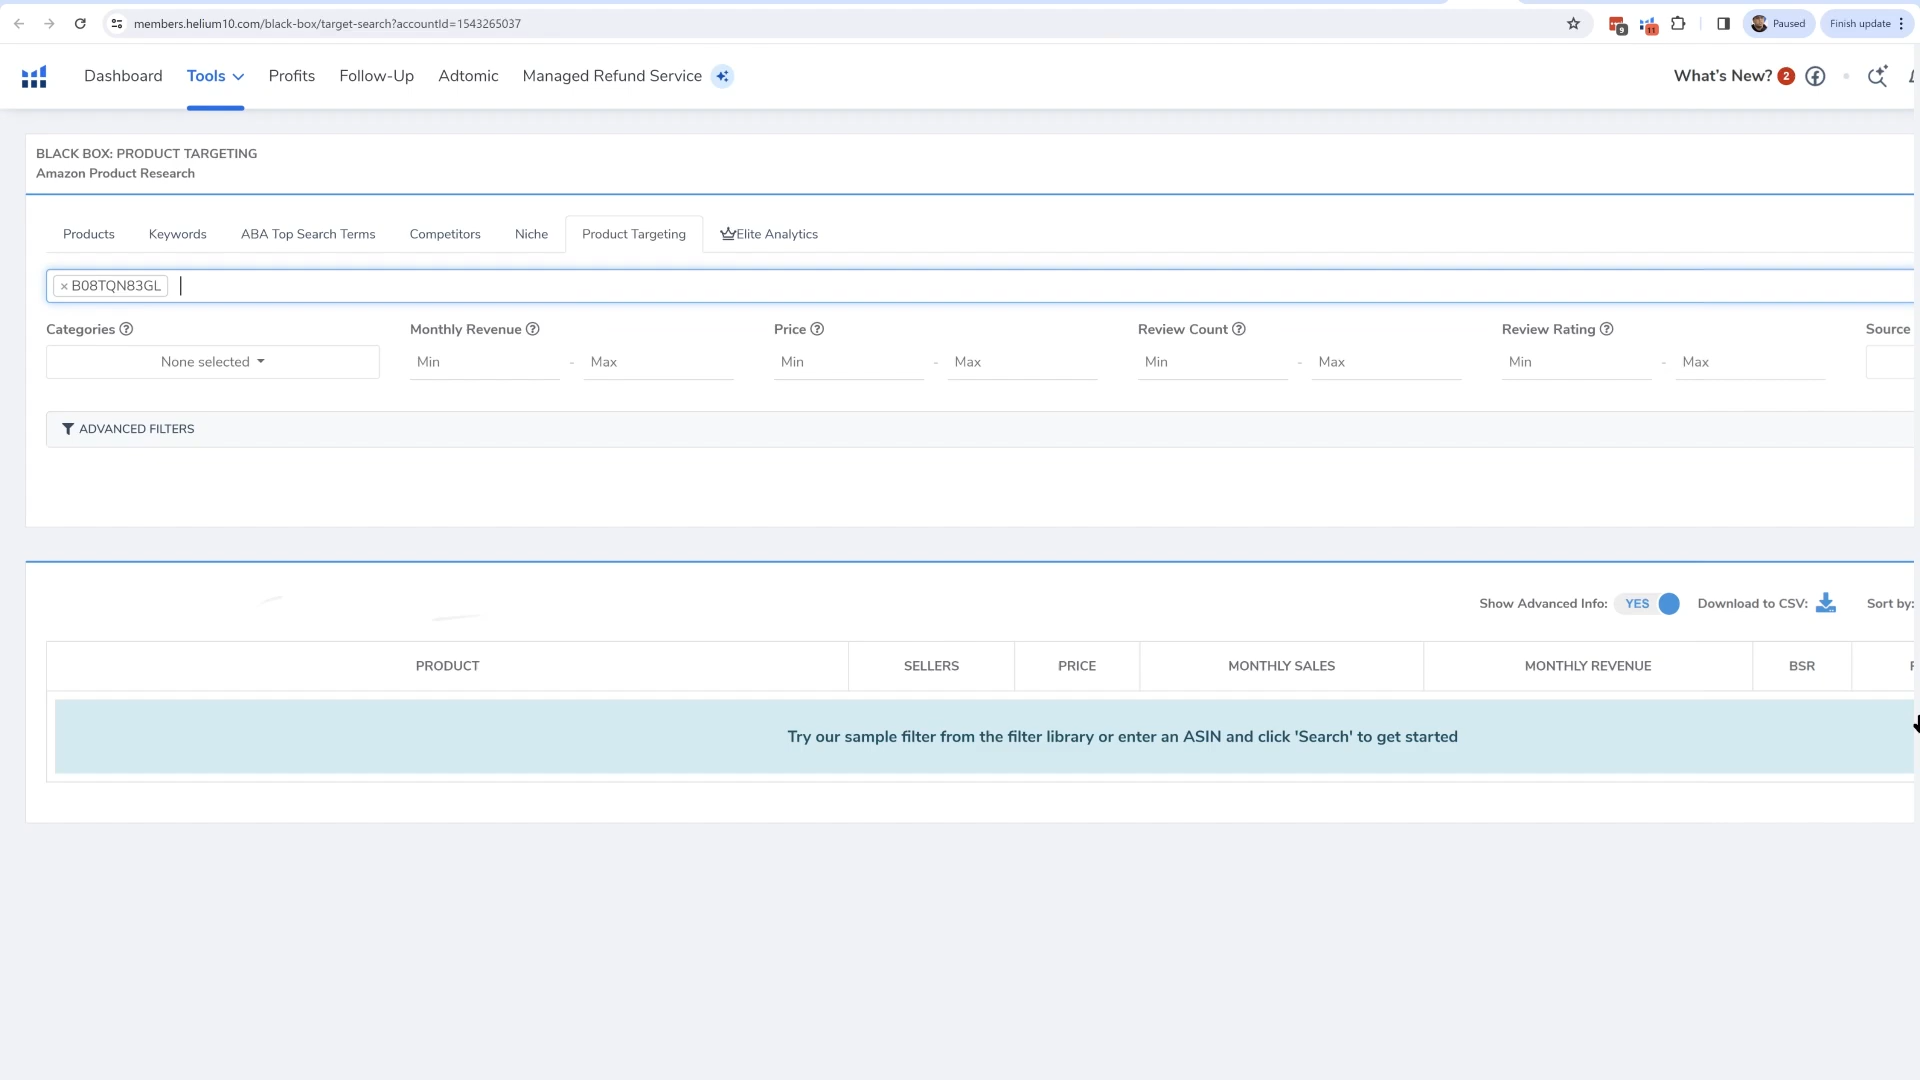 members.helium10.com/black-box/target-search?accountId=1543265037
9
11
Paused
Finish update
Dashboard
Tools
Profits
Follow-Up
Adtomic
Managed Refund Service
What's New?
2
BLACK BOX: PRODUCT TARGETING
Amazon Product Research
Products
Keywords
ABA Top Search Terms
Competitors
Niche
Product Targeting
Elite Analytics
× B08TQN83GL
Categories
Monthly Revenue
Price
Review Count
Review Rating
Source
None selected
Min - Max
Min - Max
Min - Max
Min - Max
ADVANCED FILTERS
Show Advanced Info: YES
Download to CSV:
Sort by:
PRODUCT
SELLERS
PRICE
MONTHLY SALES
MONTHLY REVENUE
BSR
Try our sample filter from the filter library or enter an ASIN and click 'Search' to get started